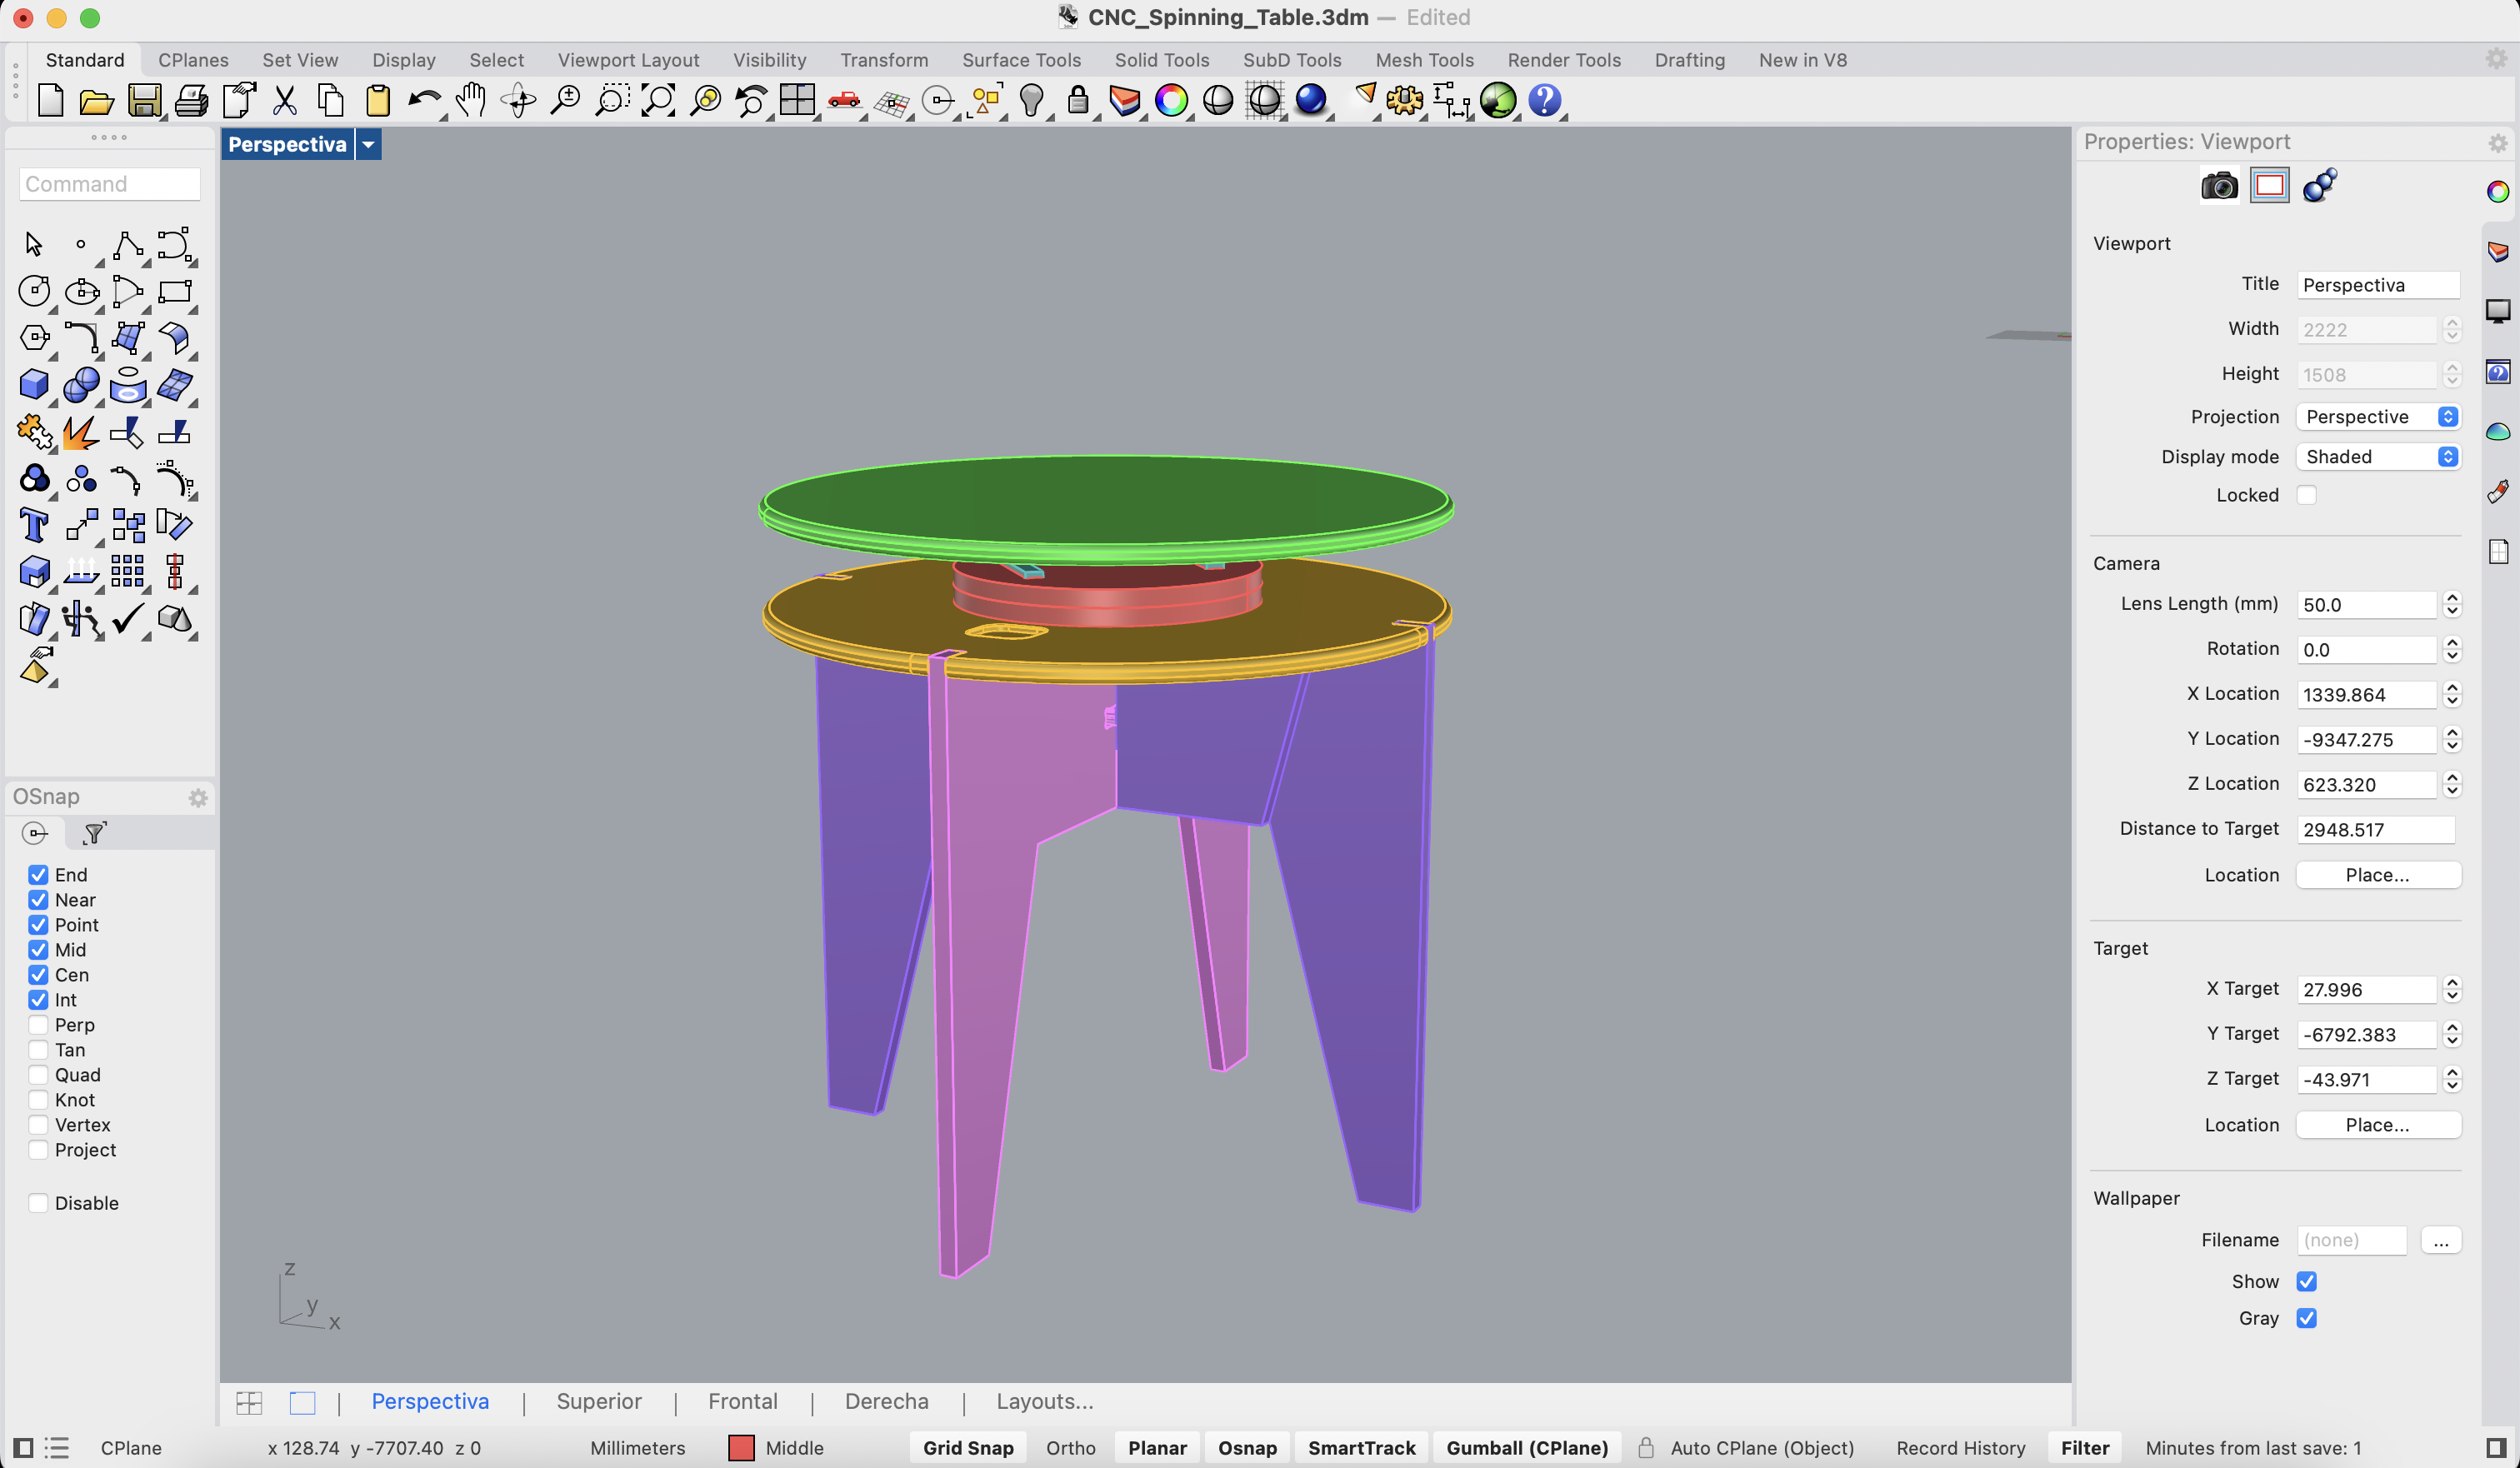 CNC_Spinning_Table.3dm — Edited
Standard CPlanes Set View Display Select Viewport Layout Visibility Transform Surface Tools Solid Tools SubD Tools Mesh Tools Render Tools Drafting New in V8
Perspectiva
Command
OSnap
End
Near
Point
Mid
Cen
Int
Perp
Tan
Quad
Knot
Vertex
Project
Disable
z
y
x
Properties: Viewport
Viewport
Title Perspectiva
Width 2222
Height 1508
Projection Perspective
Display mode Shaded
Locked
Camera
Lens Length (mm) 50.0
Rotation 0.0
X Location 1339.864
Y Location -9347.275
Z Location 623.320
Distance to Target 2948.517
Location Place...
Target
X Target 27.996
Y Target -6792.383
Z Target -43.971
Location Place...
Wallpaper
Filename (none) ...
Show
Gray
Perspectiva | Superior | Frontal | Derecha | Layouts...
CPlane x 128.74 y -7707.40 z 0 Millimeters Middle Grid Snap Ortho Planar Osnap SmartTrack Gumball (CPlane) Auto CPlane (Object) Record History Filter Minutes from last save: 1